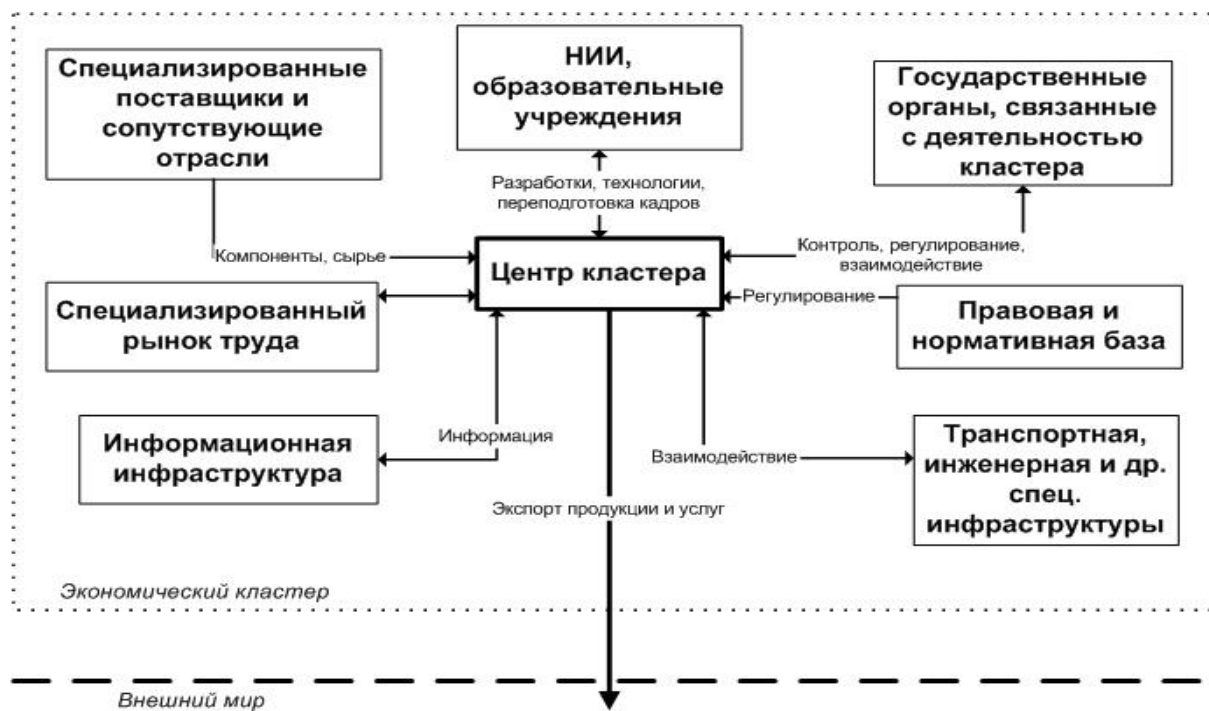 Специализированные
поставщики и
сопутствующие
отрасли
НИИ,
образовательные
учреждения
Государственные
органы, связанные
с деятельностью
кластера
Разработки, технологии,
переподготовка кадров
Компоненты, сырье
Центр кластера
Контроль, регулирование,
взаимодействие
Специализированный
рынок труда
Регулирование
Правовая и
нормативная база
Информационная
инфраструктура
Информация
Взаимодействие
Транспортная,
инженерная и др.
спец.
инфраструктуры
Экспорт продукции и услуг
Экономический кластер
Внешний мир